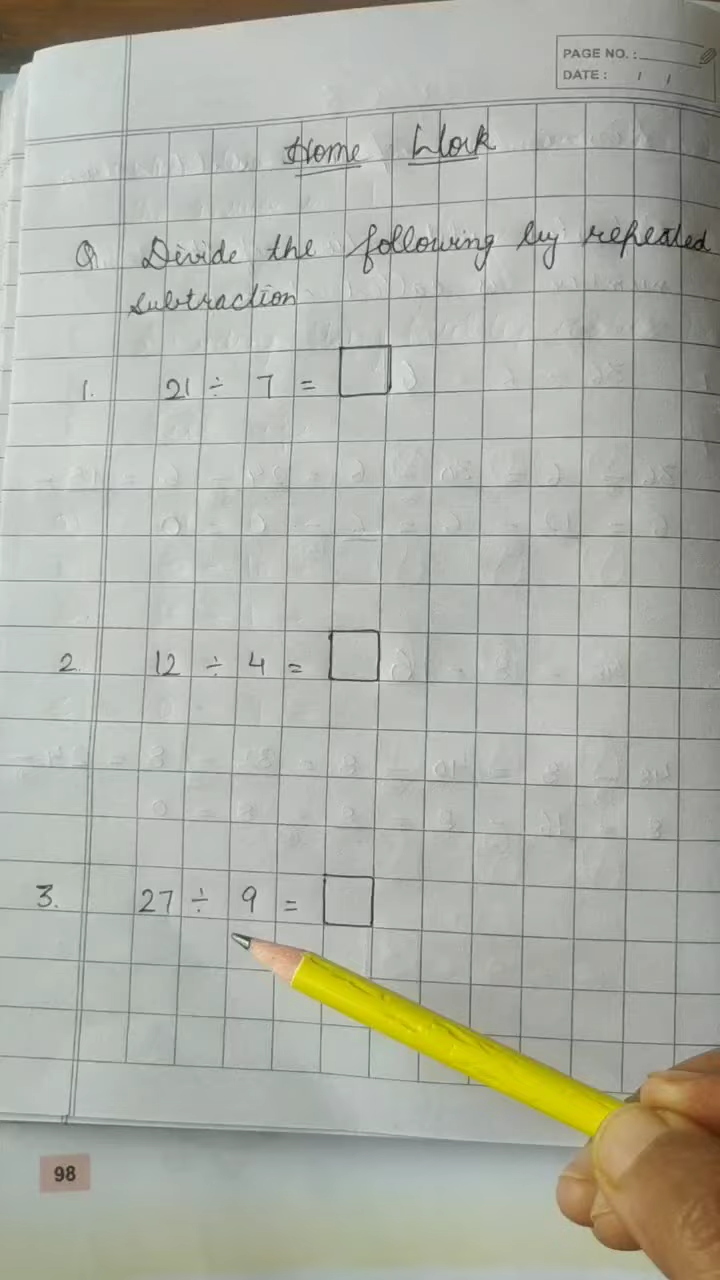 PAGE NO. :
DATE : / /
Home Work
Q Divide the following by repeated
subtraction
1. 21 ÷ 7 =
2. 12 ÷ 4 =
3. 27 ÷ 9 =
98